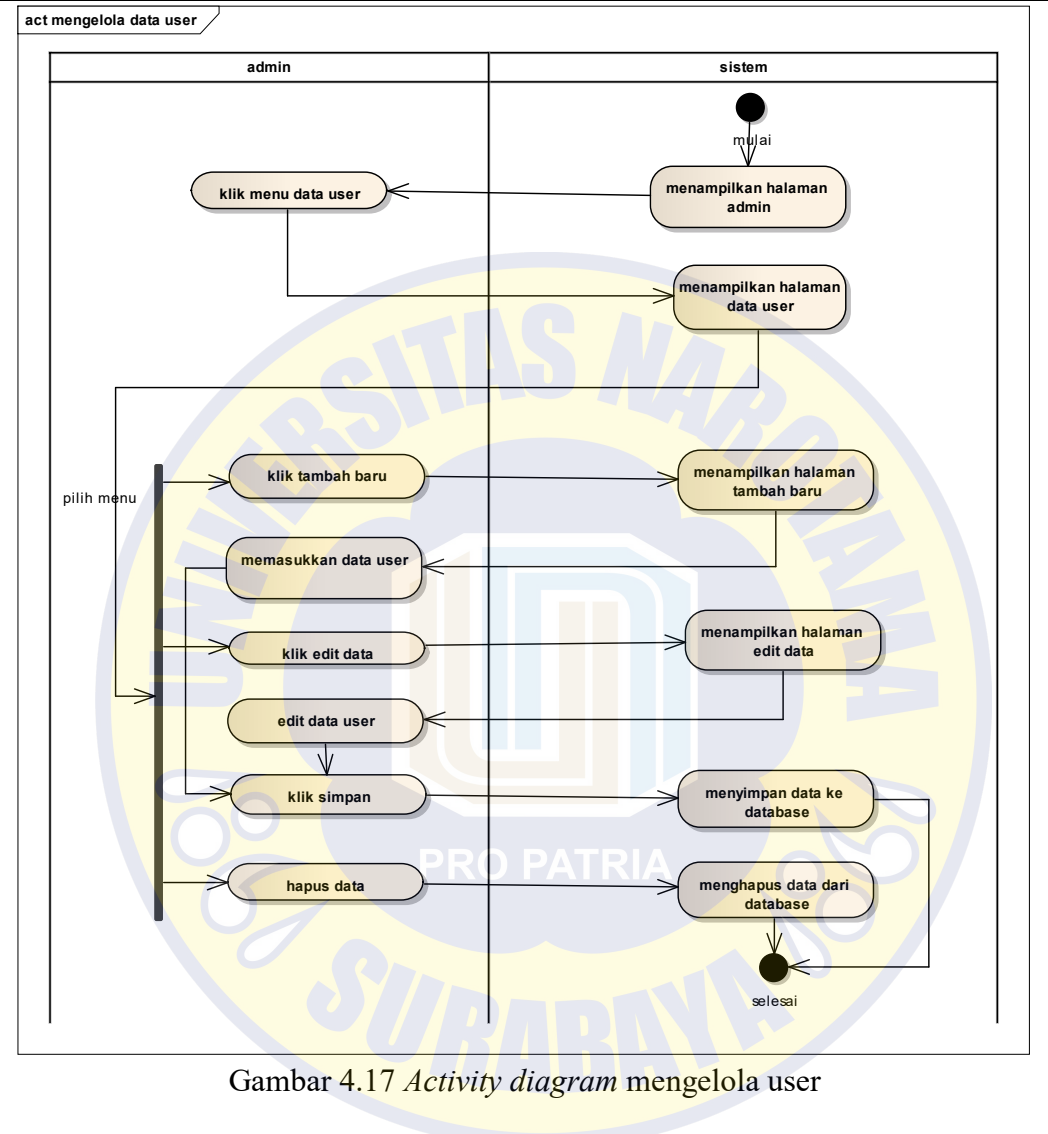 act mengelola data user
admin
sistem
mulai
klik menu data user
menampilkan halaman
admin
menampilkan halaman
data user
pilih menu
klik tambah baru
menampilkan halaman
tambah baru
memasukkan data user
klik edit data
menampilkan halaman
edit data
edit data user
klik simpan
menyimpan data ke
database
hapus data
menghapus data dari
database
selesai
UNIVERSITAS NAROTAMA
PRO PATRIA
SURABAYA
Gambar 4.17 Activity diagram mengelola user